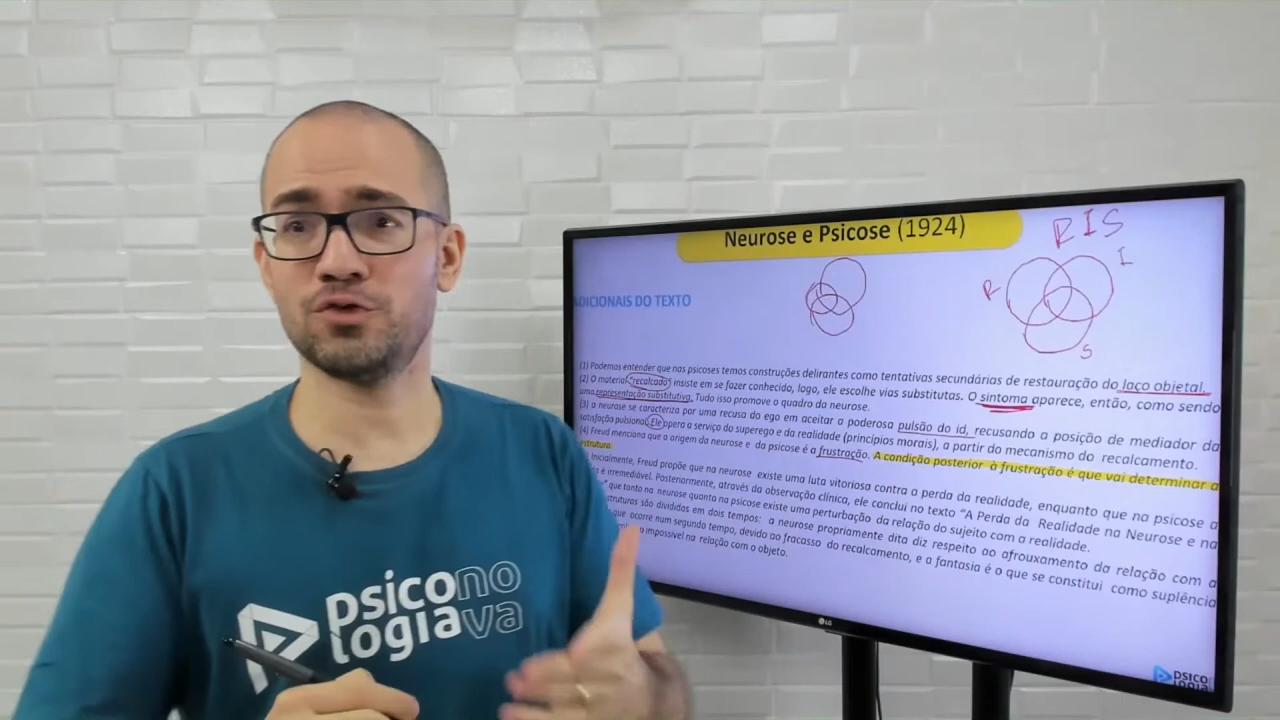 Neurose e Psicose (1924)
RIS
R
I
S
ADICIONAIS DO TEXTO
(1) Podemos entender que nas psicoses temos construções delirantes como tentativas secundárias de restauração do laço objetal.
(2) O material "recalcado" insiste em se fazer conhecido, logo, ele escolhe vias substitutas. O sintoma aparece, então, como sendo
uma representação substitutiva. Tudo isso promove o quadro da neurose.
(3) a neurose se caracteriza por uma recusa do ego em aceitar a poderosa pulsão do id, recusando a posição de mediador da
satisfação pulsional. Ele opera a serviço do superego e da realidade (princípios morais), a partir do mecanismo do recalcamento.
(4) Freud menciona que a origem da neurose e da psicose é a frustração. A condição posterior à frustração é que vai determinar a
estrutura.
Inicialmente, Freud propõe que na neurose existe uma luta vitoriosa contra a perda da realidade, enquanto que na psicose a
é irremediável. Posteriormente, através da observação clínica, ele conclui no texto "A Perda da Realidade na Neurose e na
" que tanto na neurose quanto na psicose existe uma perturbação da relação do sujeito com a realidade.
struturas são divididos em dois tempos: a neurose propriamente dita diz respeito ao afrouxamento da relação com a
que ocorre num segundo tempo, devido ao fracasso do recalcamento, e a fantasia é o que se constitui como suplência
o impossível na relação com o objeto.
psicono
logiava
LG
PSICO
LOGIA